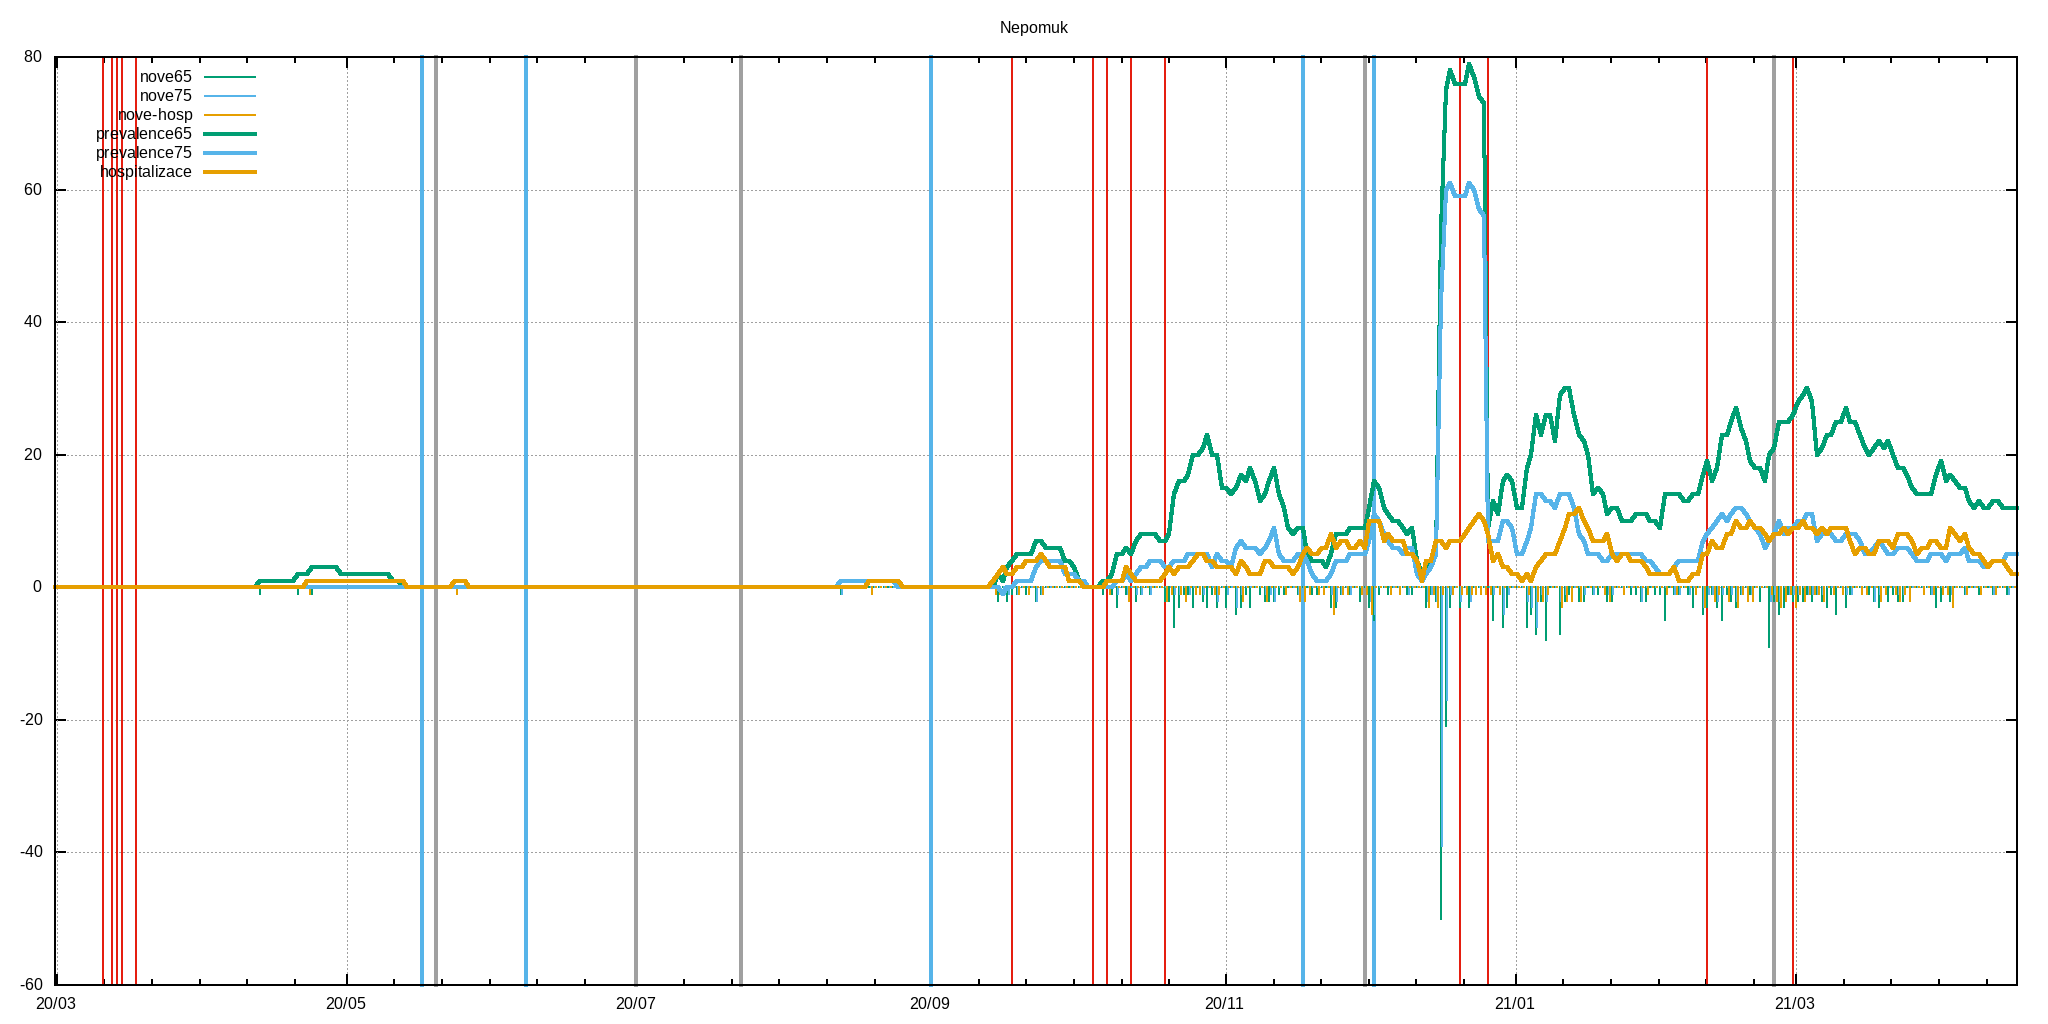 Nepomuk
80
nove65
nove75
nove-hosp
prevalence65
prevalence75
hospitalizace
60
40
20
0
-20
-40
-60
20/03 20/05 20/07 20/09 20/11 21/01 21/03